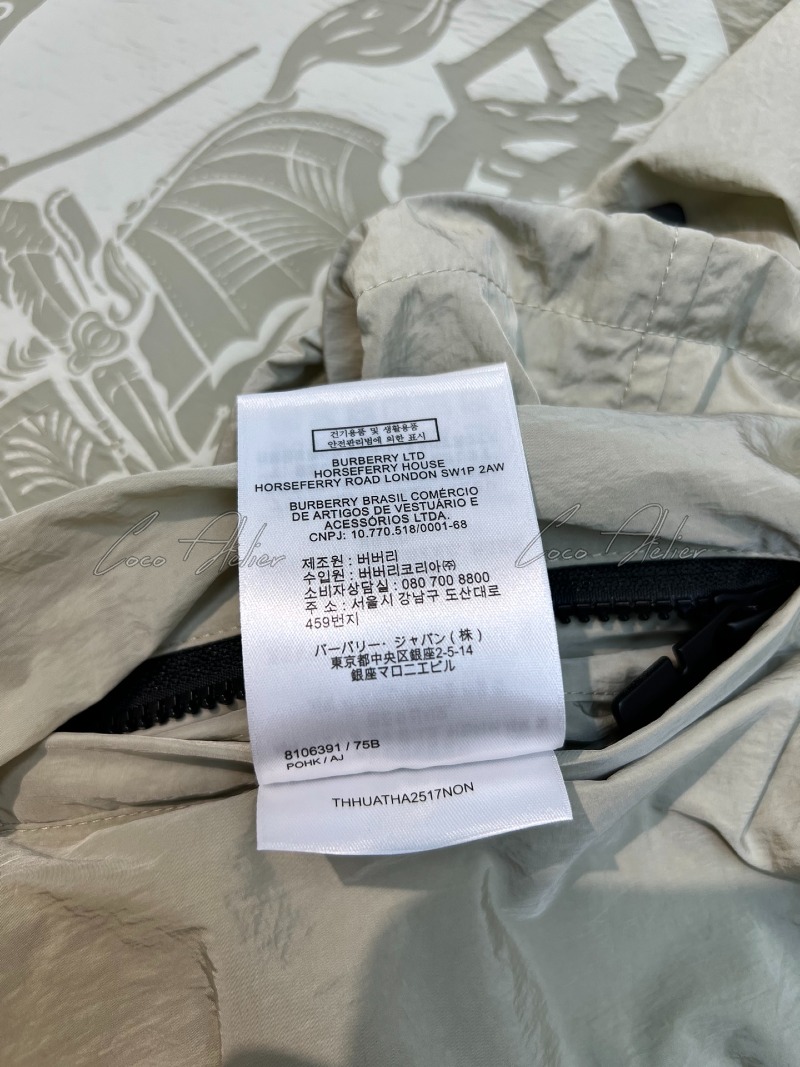 전기용품 및 생활용품
안전관리법에 의한 표시
BURBERRY LTD
HORSEFERRY HOUSE
HORSEFERRY ROAD LONDON SW1P 2AW
BURBERRY BRASIL COMÉRCIO
DE ARTIGOS DE VESTUÁRIO E
ACESSÓRIOS LTDA.
CNPJ: 10.770.518/0001-68
제조원 : 버버리
수입원 : 버버리코리아㈜
소비자상담실 : 080 700 8800
주 소 : 서울시 강남구 도산대로
459번지
バーバリー・ジャパン ( 株 )
東京都中央区銀座2-5-14
銀座マロニエビル
8106391 / 75B
POHK / AJ
THHUATHA2517NON
Coco Atelier
Coco Atelier